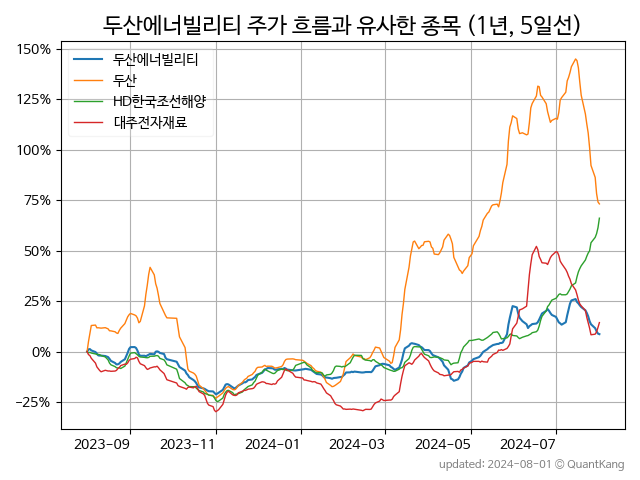 두산에너빌리티 주가 흐름과 유사한 종목 (1년, 5일선)
150%
125%
100%
75%
50%
25%
0%
−25%
두산에너빌리티
두산
HD한국조선해양
대주전자재료
2023-09
2023-11
2024-01
2024-03
2024-05
2024-07
updated: 2024-08-01 © QuantKang